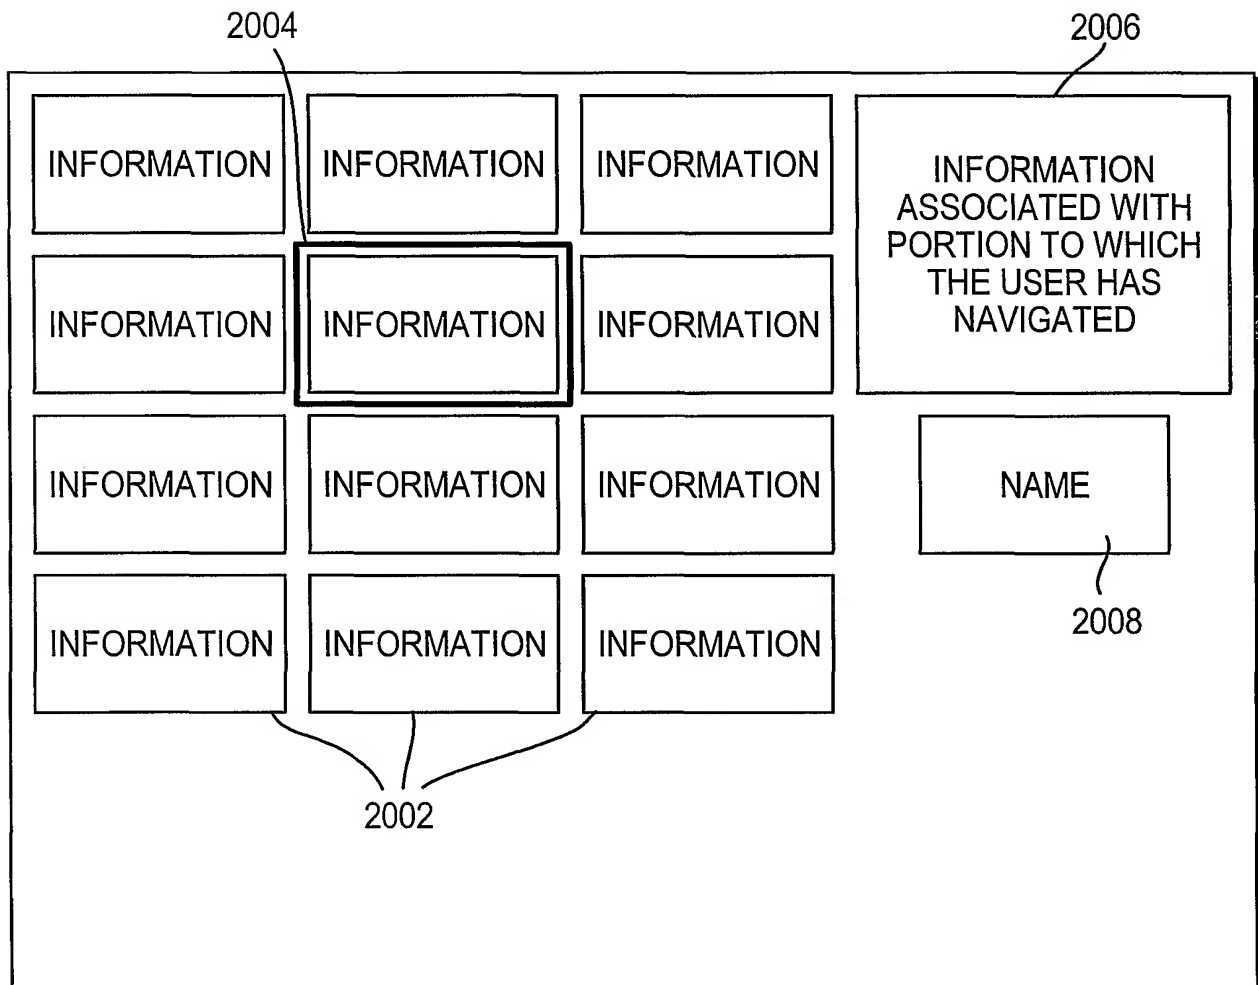 2004
2006
INFORMATION INFORMATION INFORMATION
INFORMATION
ASSOCIATED WITH
PORTION TO WHICH
THE USER HAS
NAVIGATED
INFORMATION INFORMATION INFORMATION
INFORMATION INFORMATION INFORMATION
NAME
2008
INFORMATION INFORMATION INFORMATION
2002